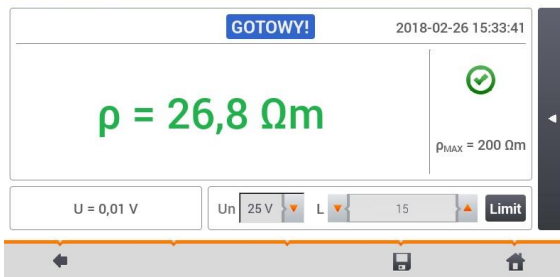 GOTOWY!
2018-02-26 15:33:41
ρ = 26,8 Ωm
ρMAX = 200 Ωm
U = 0,01 V
Un 25 V L 15 Limit